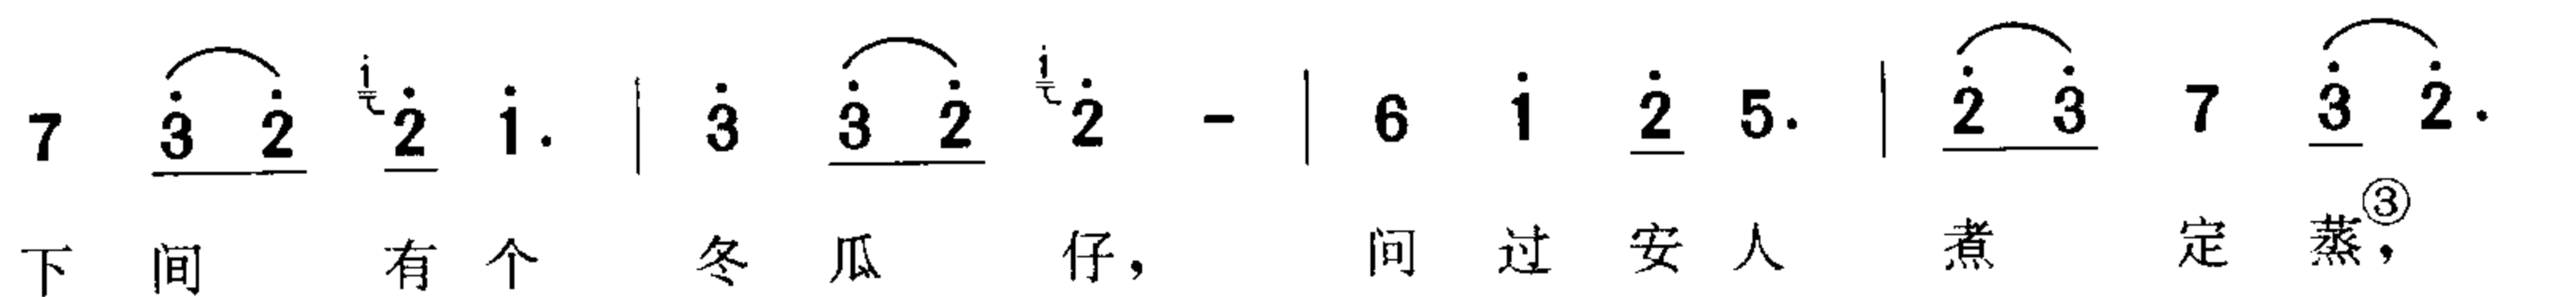 7 3̇ 2̇ i 2̇ 1̇. | 3̇ 3̇ 2̇ i 2̇ - | 6 1̇ 2̇ 5. | 2̇ 3̇ 7 3̇ 2̇.
下间 有个 冬瓜 仔， 问过安人 煮 定蒸③，